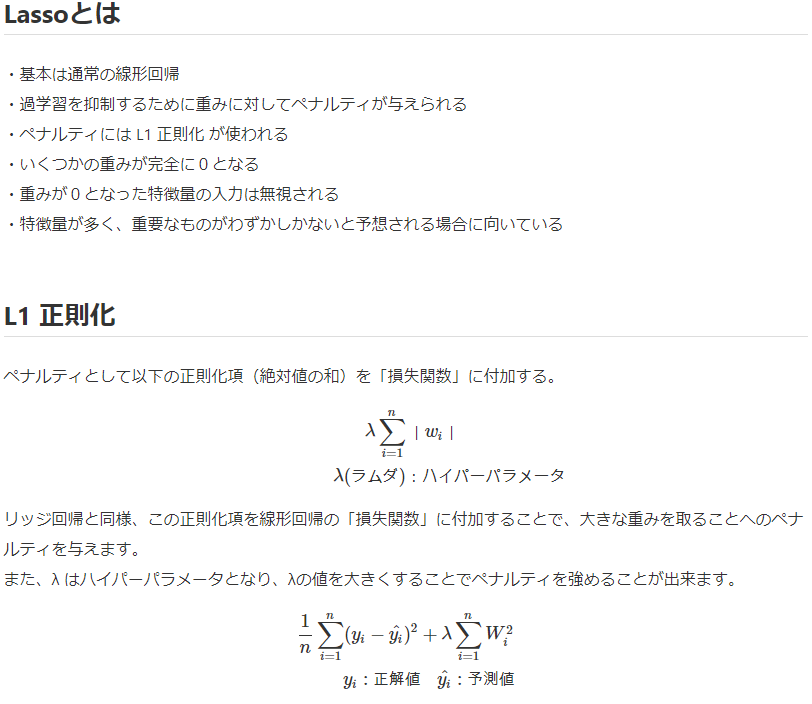 Lassoとは
・基本は通常の線形回帰
・過学習を抑制するために重みに対してペナルティが与えられる
・ペナルティには L1 正則化 が使われる
・いくつかの重みが完全に０となる
・重みが０となった特徴量の入力は無視される
・特徴量が多く、重要なものがわずかしかないと予想される場合に向いている
L1 正則化
ペナルティとして以下の正則化項（絶対値の和）を「損失関数」に付加する。
λ∑_{i=1}^{n} | w_i |
λ(ラムダ) : ハイパーパラメータ
リッジ回帰と同様、この正則化項を線形回帰の「損失関数」に付加することで、大きな重みを取ることへのペナ
ルティを与えます。
また、λ はハイパーパラメータとなり、λの値を大きくすることでペナルティを強めることが出来ます。
\frac{1}{n}∑_{i=1}^{n}(y_i − \hat{y_i})^2 + λ∑_{i=1}^{n} W_i^2
y_i : 正解値　\hat{y_i} : 予測値